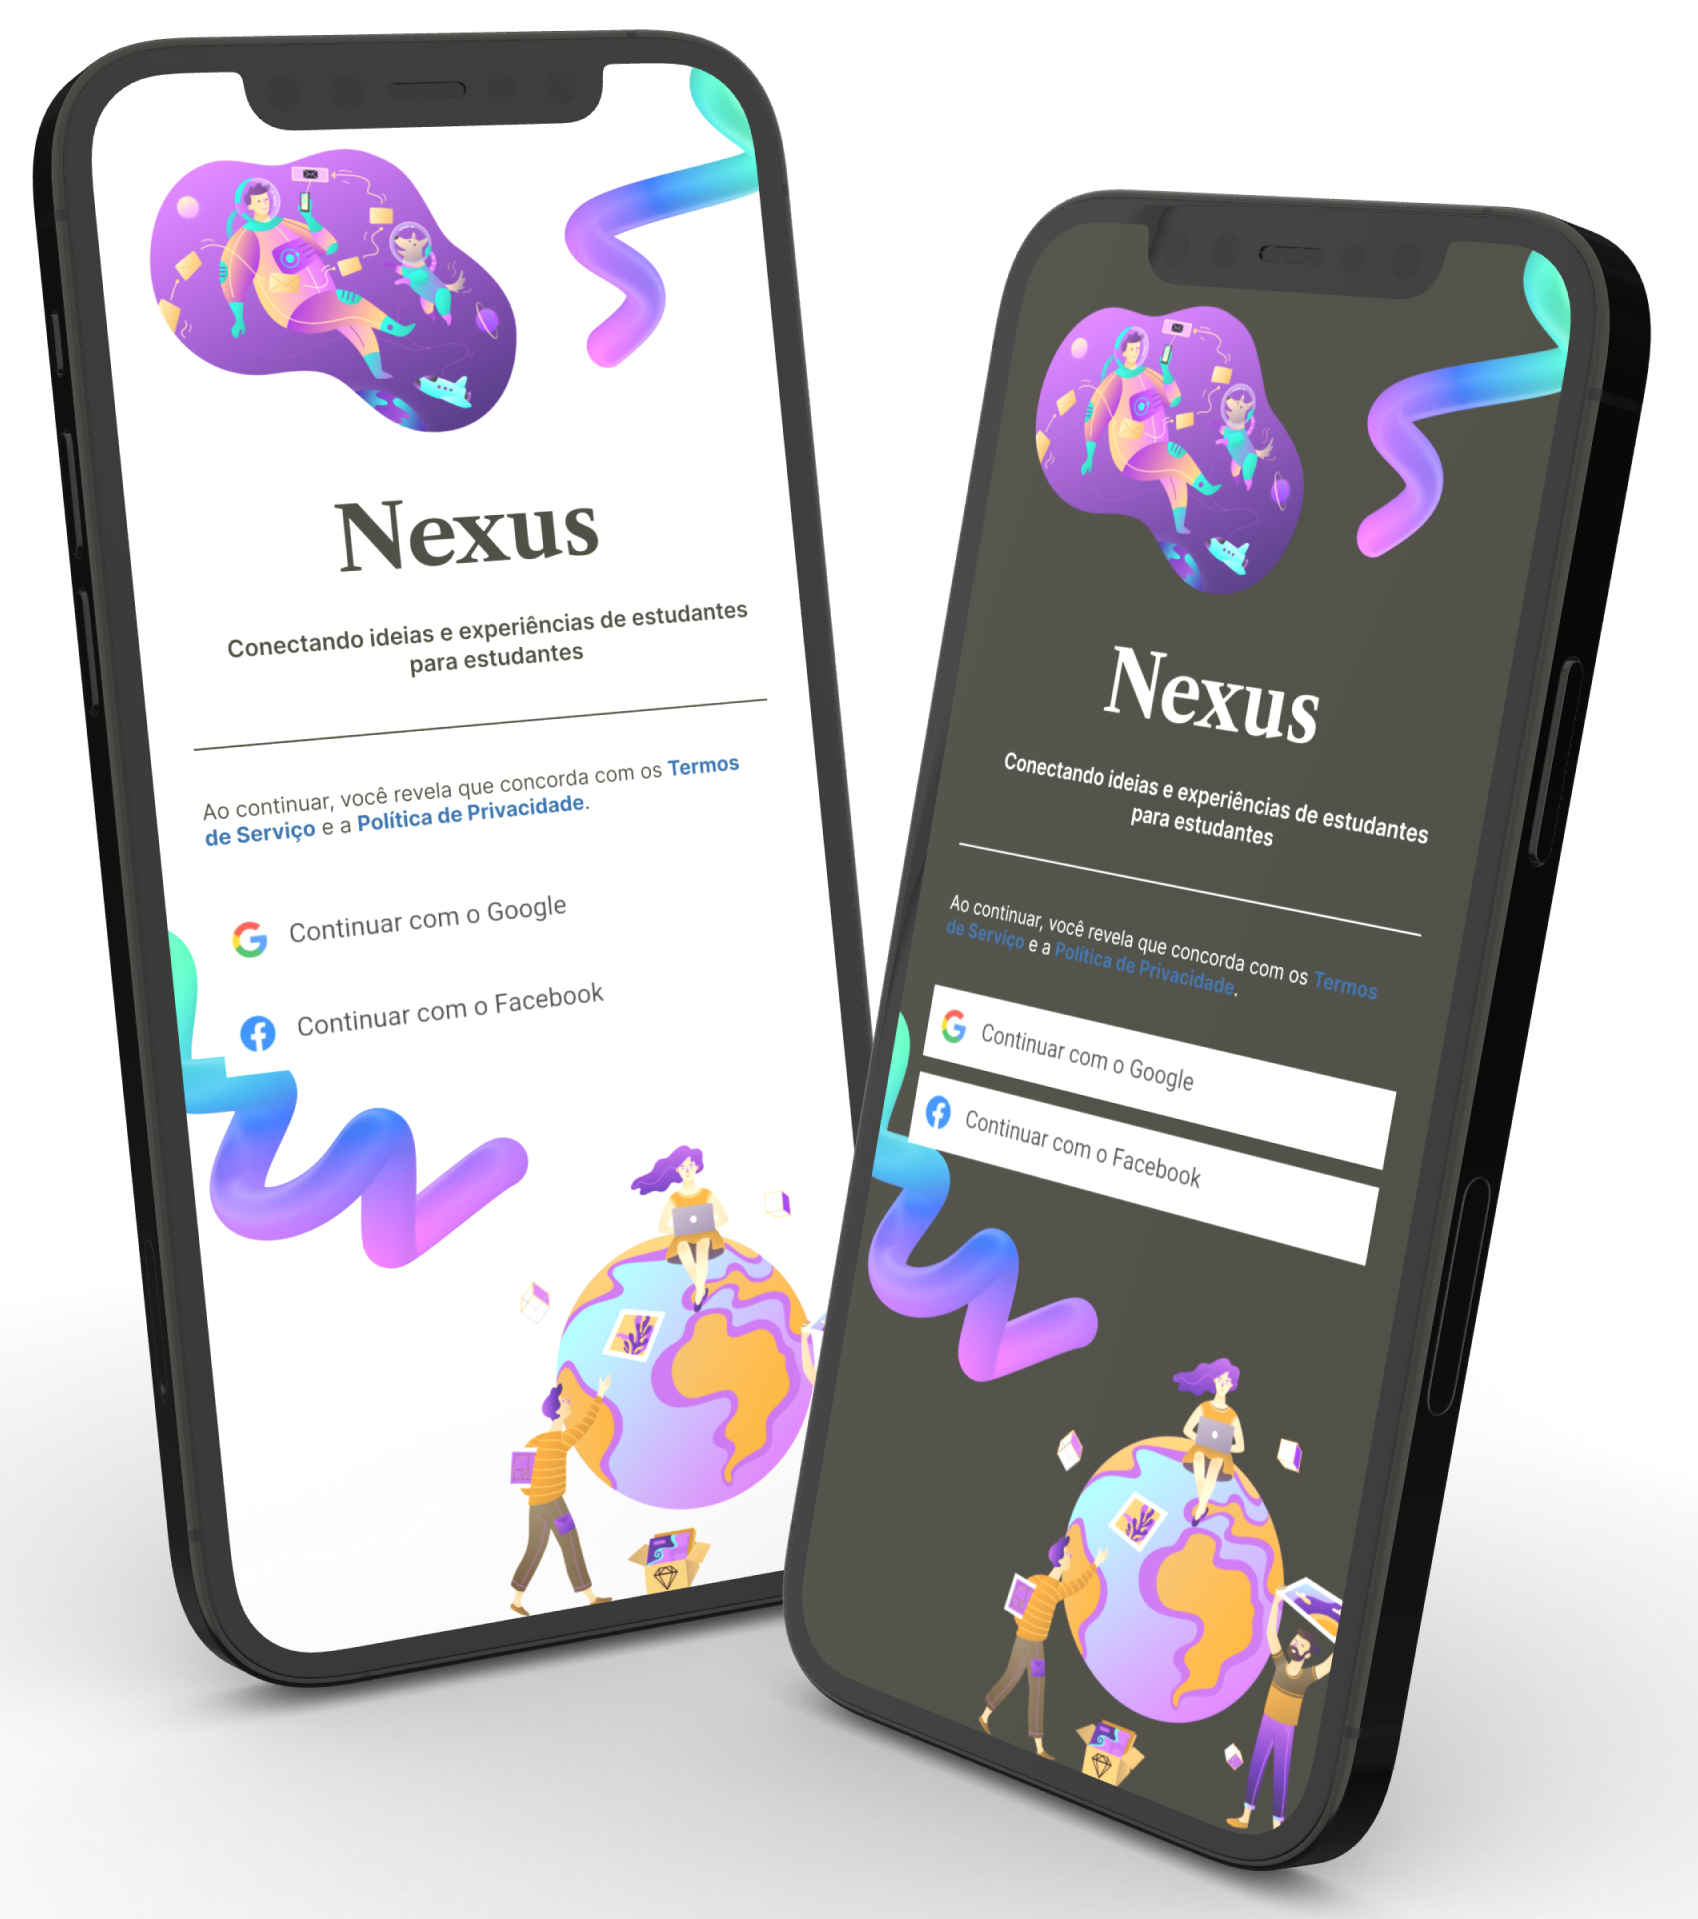 Nexus
Conectando ideias e experiências de estudantes
para estudantes
Ao continuar, você revela que concorda com os Termos
de Serviço e a Política de Privacidade.
Continuar com o Google
Continuar com o Facebook
Nexus
Conectando ideias e experiências de estudantes
para estudantes
Ao continuar, você revela que concorda com os Termos
de Serviço e a Política de Privacidade.
Continuar com o Google
Continuar com o Facebook